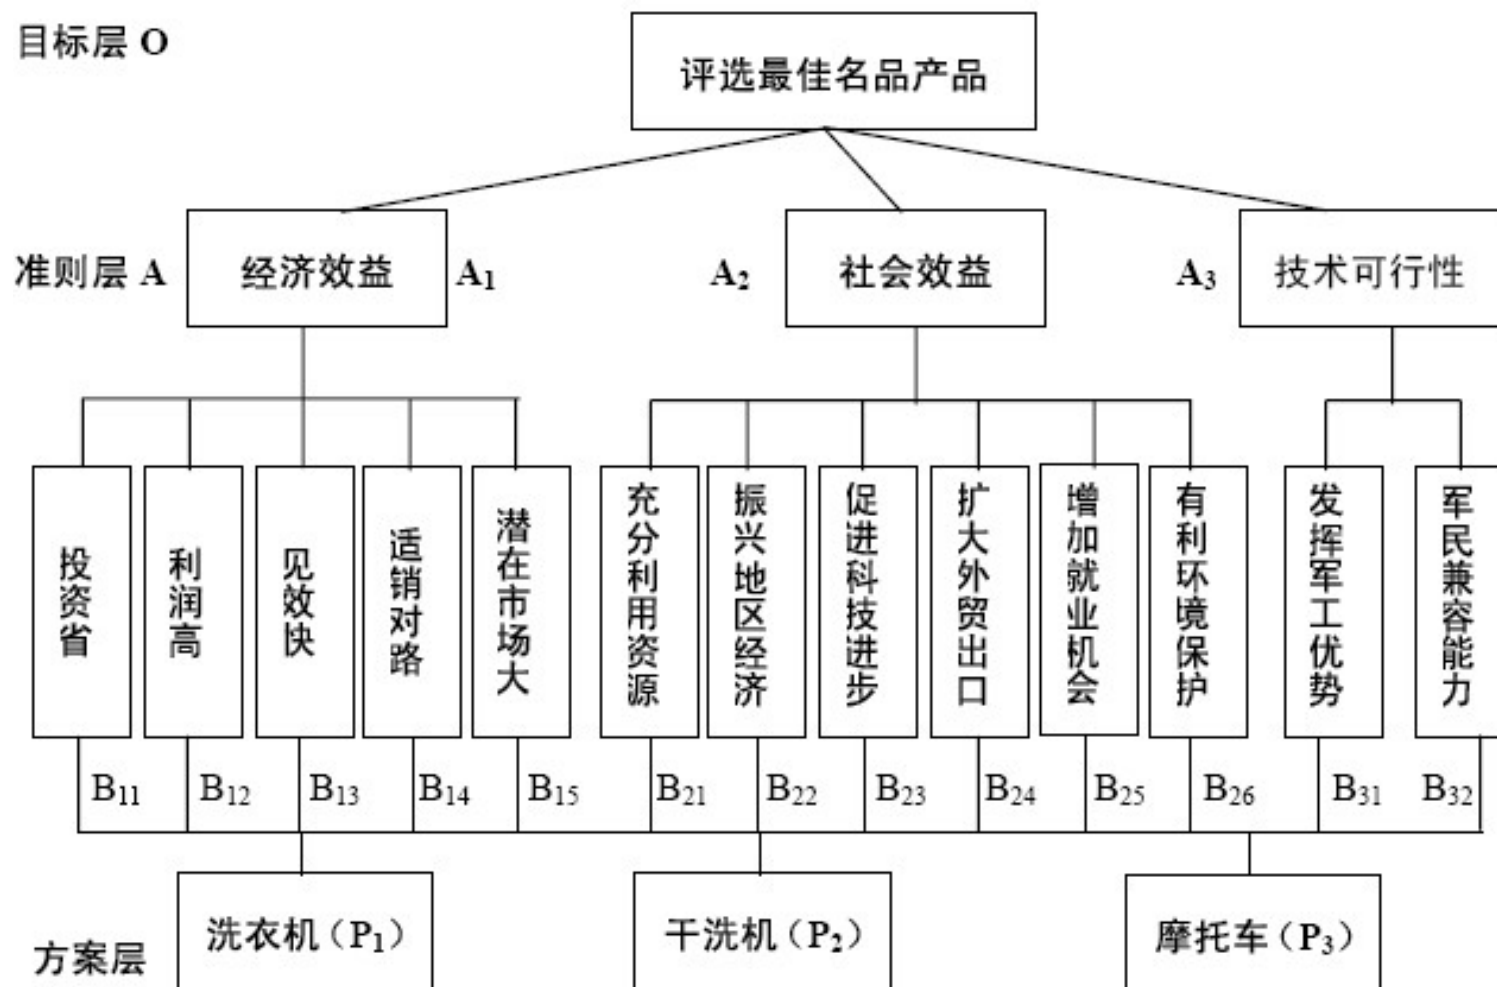 目标层 O
评选最佳名品产品
准则层 A
经济效益
A₁
A₂
社会效益
A₃
技术可行性
投资省
利润高
见效快
适销对路
潜在市场大
充分利用资源
振兴地区经济
促进科技进步
扩大外贸出口
增加就业机会
有利环境保护
发挥军工优势
军民兼容能力
B₁₁
B₁₂
B₁₃
B₁₄
B₁₅
B₂₁
B₂₂
B₂₃
B₂₄
B₂₅
B₂₆
B₃₁
B₃₂
方案层
洗衣机（P₁）
干洗机（P₂）
摩托车（P₃）